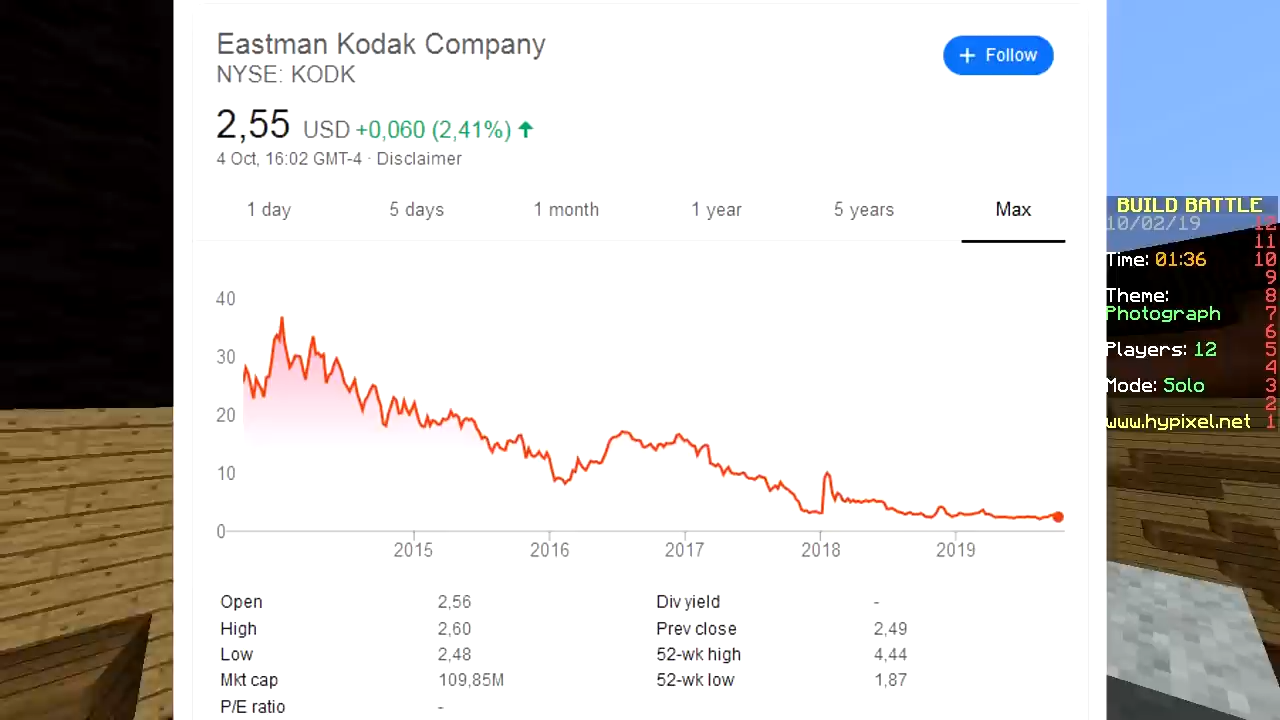 Eastman Kodak Company
+ Follow
NYSE: KODK
2,55 USD +0,060 (2,41%)
4 Oct, 16:02 GMT-4 · Disclaimer
1 day 5 days 1 month 1 year 5 years Max
40
30
20
10
0
2015 2016 2017 2018 2019
Open 2,56 Div yield -
High 2,60 Prev close 2,49
Low 2,48 52-wk high 4,44
Mkt cap 109,85M 52-wk low 1,87
P/E ratio -
BUILD BATTLE
10/02/19 12
11
Time: 01:36 10
9
Theme: 8
Photograph 7
6
Players: 12 5
4
Mode: Solo 3
2
www.hypixel.net 1